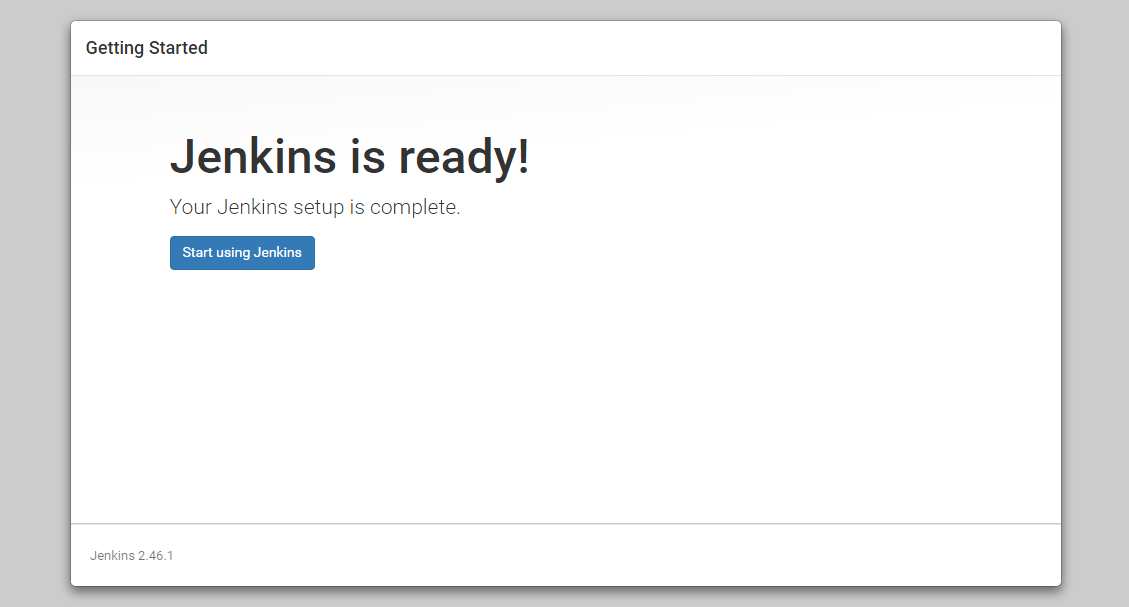 Getting Started
Jenkins is ready!
Your Jenkins setup is complete.
Start using Jenkins
Jenkins 2.46.1